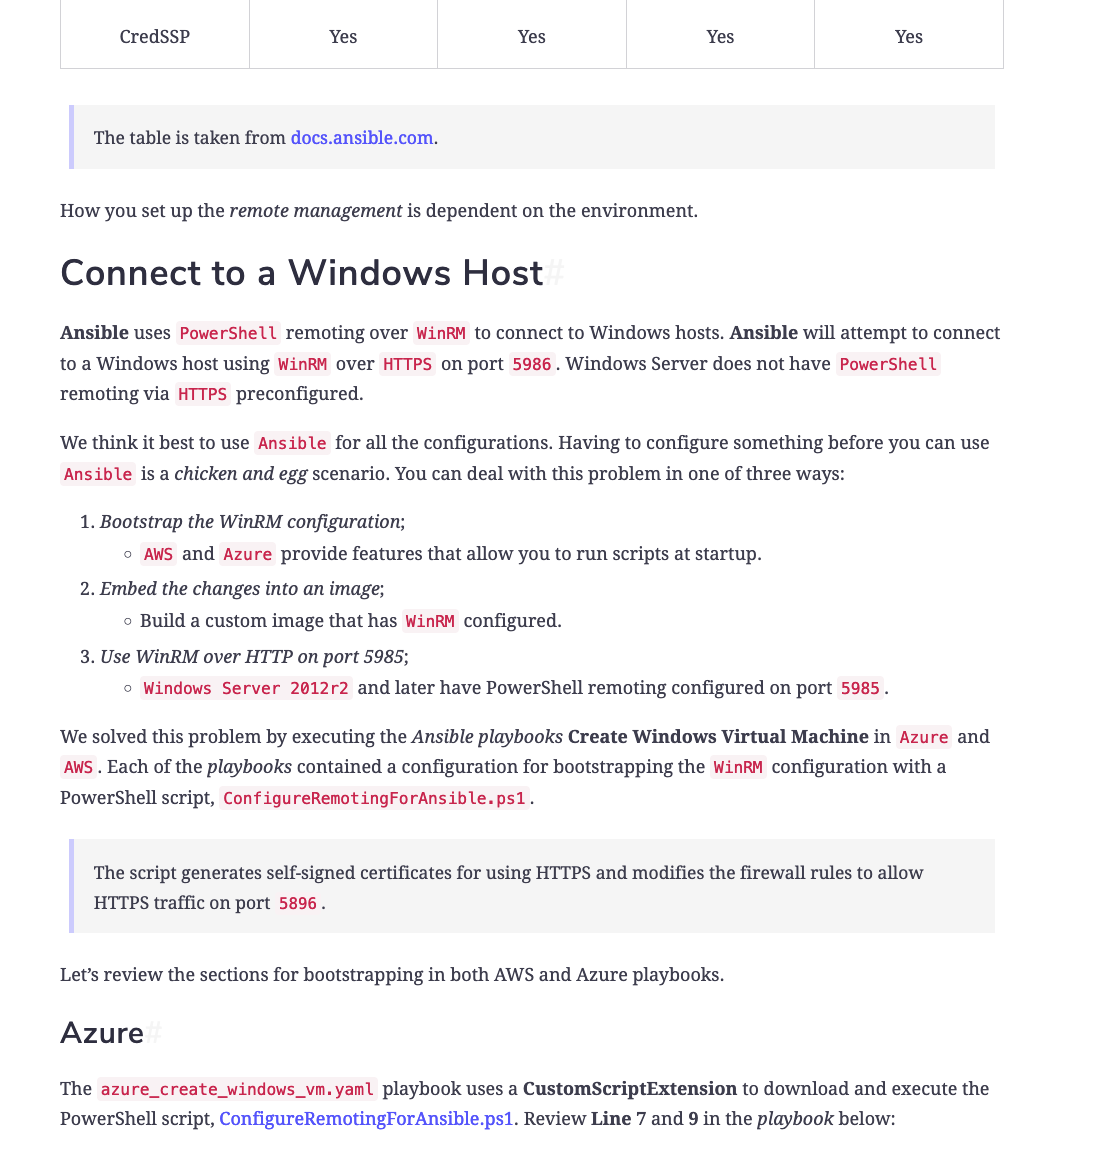 CredSSP Yes Yes Yes Yes
The table is taken from docs.ansible.com.
How you set up the remote management is dependent on the environment.
Connect to a Windows Host#
Ansible uses PowerShell remoting over WinRM to connect to Windows hosts. Ansible will attempt to connect
to a Windows host using WinRM over HTTPS on port 5986. Windows Server does not have PowerShell
remoting via HTTPS preconfigured.
We think it best to use Ansible for all the configurations. Having to configure something before you can use
Ansible is a chicken and egg scenario. You can deal with this problem in one of three ways:
1. Bootstrap the WinRM configuration;
○ AWS and Azure provide features that allow you to run scripts at startup.
2. Embed the changes into an image;
○ Build a custom image that has WinRM configured.
3. Use WinRM over HTTP on port 5985;
○ Windows Server 2012r2 and later have PowerShell remoting configured on port 5985.
We solved this problem by executing the Ansible playbooks Create Windows Virtual Machine in Azure and
AWS. Each of the playbooks contained a configuration for bootstrapping the WinRM configuration with a
PowerShell script, ConfigureRemotingForAnsible.ps1.
The script generates self-signed certificates for using HTTPS and modifies the firewall rules to allow
HTTPS traffic on port 5896.
Let’s review the sections for bootstrapping in both AWS and Azure playbooks.
Azure#
The azure_create_windows_vm.yaml playbook uses a CustomScriptExtension to download and execute the
PowerShell script, ConfigureRemotingForAnsible.ps1. Review Line 7 and 9 in the playbook below: